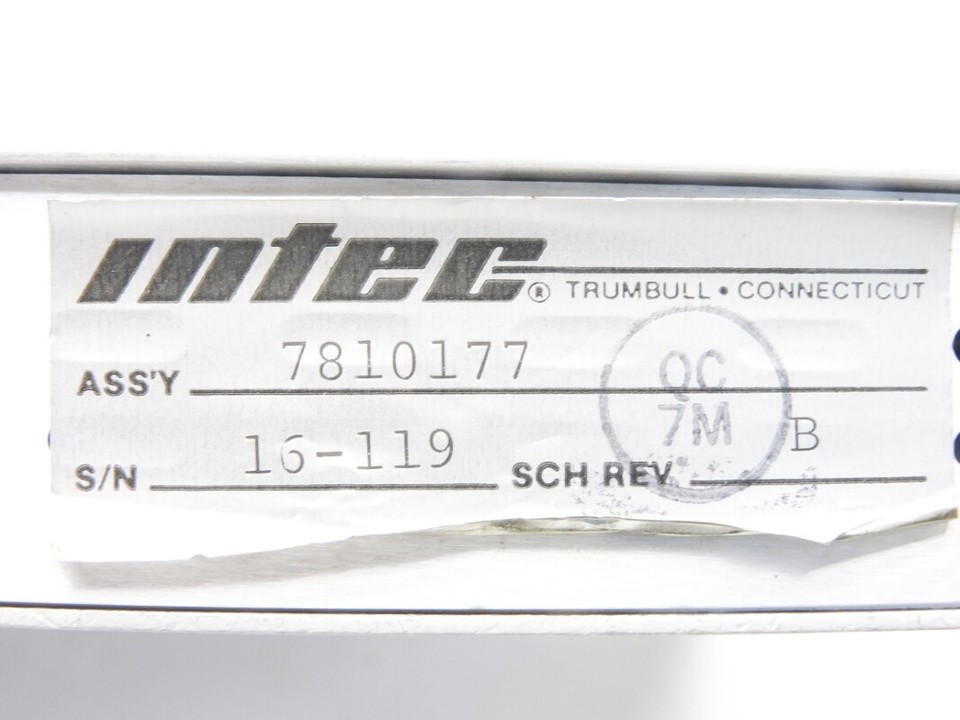 intec® TRUMBULL • CONNECTICUT
ASS'Y 7810177
QC
7M
S/N 16-119 SCH REV B